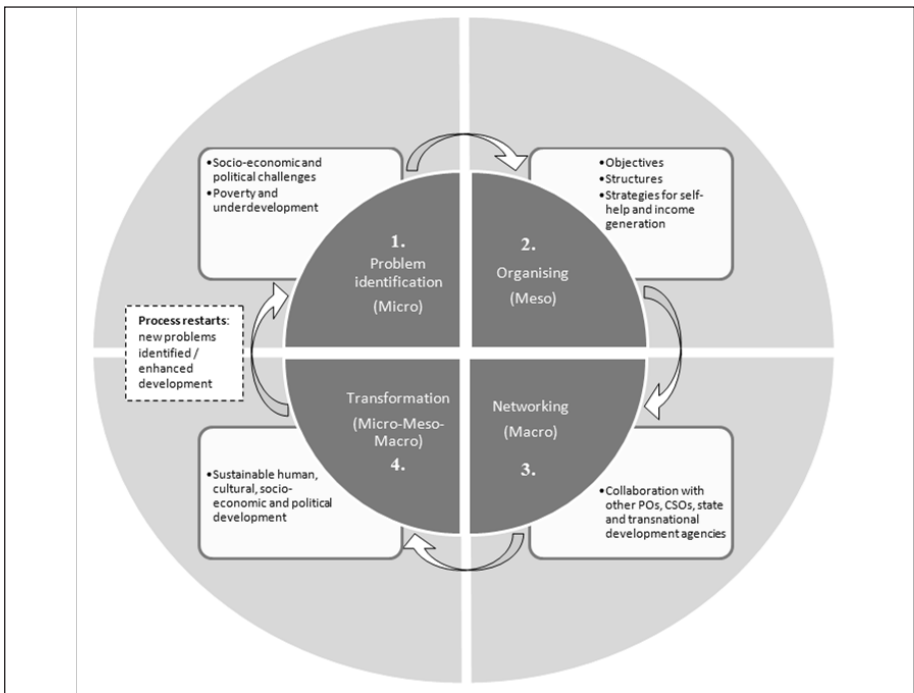 •Socio-economic and
political challenges
•Poverty and
underdevelopment
1.
Problem
identification
(Micro)
•Objectives
•Structures
•Strategies for self-
help and income
generation
2.
Organising
(Meso)
Networking
(Macro)
3.
•Collaboration with
other POs, CSOs, state
and transnational
development agencies
Transformation
(Micro-Meso-
Macro)
4.
•Sustainable human,
cultural, socio-
economic and political
development
Process restarts:
new problems
identified /
enhanced
development